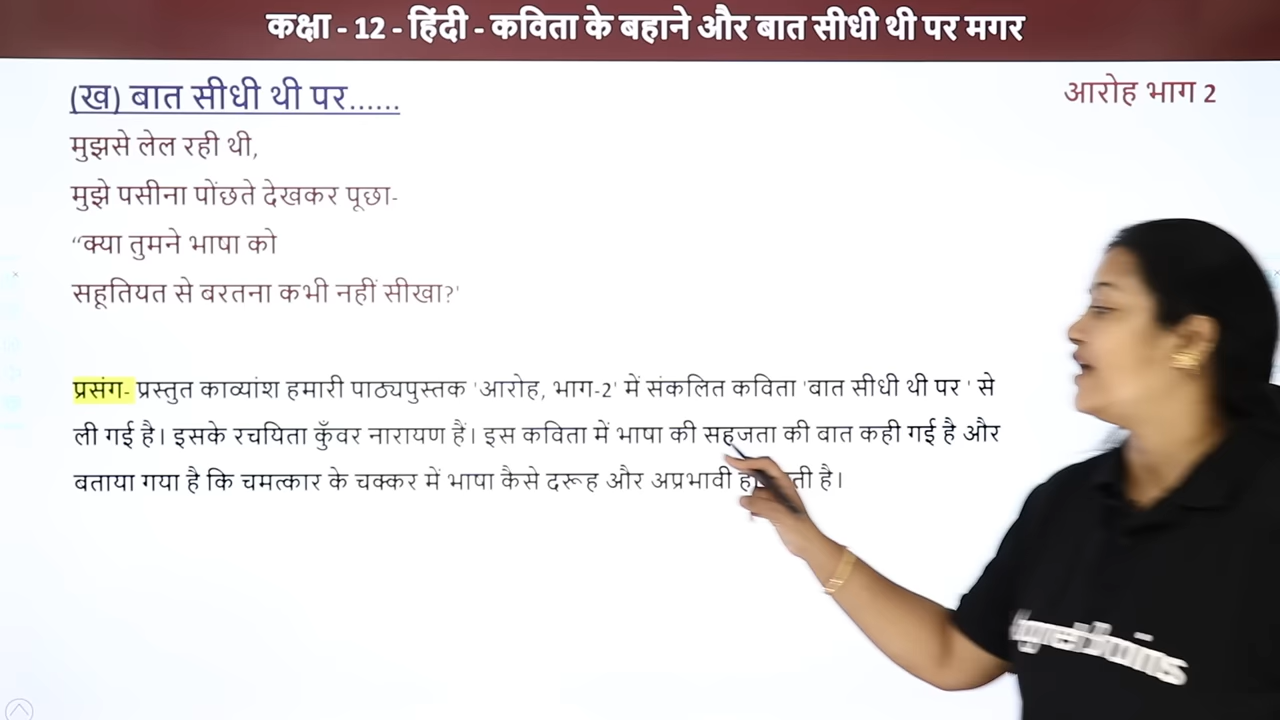 कक्षा - 12 - हिंदी - कविता के बहाने और बात सीधी थी पर मगर
(ख) बात सीधी थी पर......
आरोह भाग 2
मुझसे लेल रही थी,
मुझे पसीना पोंछते देखकर पूछा-
“क्या तुमने भाषा को
सहूतियत से बरतना कभी नहीं सीखा?'
प्रसंग- प्रस्तुत काव्यांश हमारी पाठ्यपुस्तक 'आरोह, भाग-2' में संकलित कविता 'बात सीधी थी पर ' से
ली गई है। इसके रचयिता कुँवर नारायण हैं। इस कविता में भाषा की सहजता की बात कही गई है और
बताया गया है कि चमत्कार के चक्कर में भाषा कैसे दरूह और अप्रभावी है।